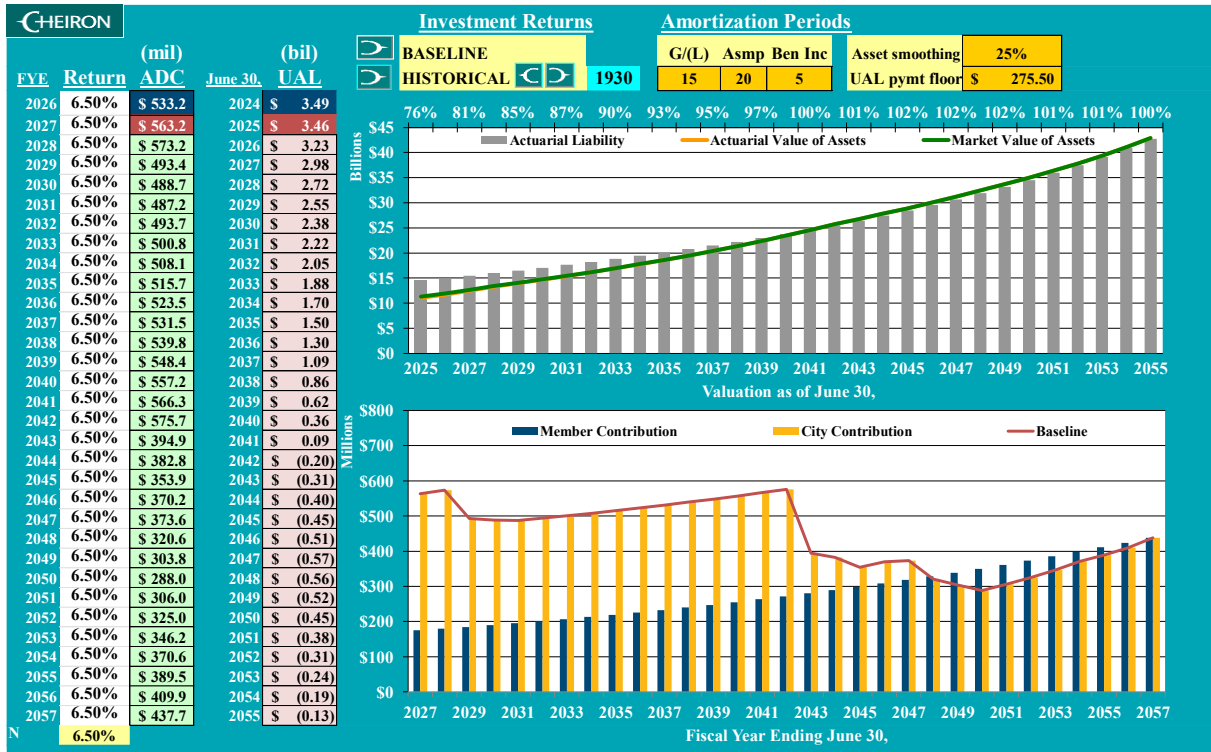 CHEIRON
Investment Returns
Amortization Periods
BASELINE
HISTORICAL
1930
G/(L) Asmp Ben Inc
15 20 5
Asset smoothing 25%
UAL pymt floor $ 275.50
(mil) (bil)
FYE Return ADC June 30, UAL
2026 6.50% $ 533.2 2024 $ 3.49
2027 6.50% $ 563.2 2025 $ 3.46
2028 6.50% $ 573.2 2026 $ 3.23
2029 6.50% $ 493.4 2027 $ 2.98
2030 6.50% $ 488.7 2028 $ 2.72
2031 6.50% $ 487.2 2029 $ 2.55
2032 6.50% $ 493.7 2030 $ 2.38
2033 6.50% $ 500.8 2031 $ 2.22
2034 6.50% $ 508.1 2032 $ 2.05
2035 6.50% $ 515.7 2033 $ 1.88
2036 6.50% $ 523.5 2034 $ 1.70
2037 6.50% $ 531.5 2035 $ 1.50
2038 6.50% $ 539.8 2036 $ 1.30
2039 6.50% $ 548.4 2037 $ 1.09
2040 6.50% $ 557.2 2038 $ 0.86
2041 6.50% $ 566.3 2039 $ 0.62
2042 6.50% $ 575.7 2040 $ 0.36
2043 6.50% $ 394.9 2041 $ 0.09
2044 6.50% $ 382.8 2042 $ (0.20)
2045 6.50% $ 353.9 2043 $ (0.31)
2046 6.50% $ 370.2 2044 $ (0.40)
2047 6.50% $ 373.6 2045 $ (0.45)
2048 6.50% $ 320.6 2046 $ (0.51)
2049 6.50% $ 303.8 2047 $ (0.57)
2050 6.50% $ 288.0 2048 $ (0.56)
2051 6.50% $ 306.0 2049 $ (0.52)
2052 6.50% $ 325.0 2050 $ (0.45)
2053 6.50% $ 346.2 2051 $ (0.38)
2054 6.50% $ 370.6 2052 $ (0.31)
2055 6.50% $ 389.5 2053 $ (0.24)
2056 6.50% $ 409.9 2054 $ (0.19)
2057 6.50% $ 437.7 2055 $ (0.13)
N 6.50%
76% 81% 85% 87% 90% 93% 95% 97% 100% 101% 102% 102% 102% 101% 101% 100%
Actuarial Liability Actuarial Value of Assets Market Value of Assets
Billions
$45
$40
$35
$30
$25
$20
$15
$10
$5
$0
2025 2027 2029 2031 2033 2035 2037 2039 2041 2043 2045 2047 2049 2051 2053 2055
Valuation as of June 30,
Member Contribution City Contribution Baseline
Millions
$800
$700
$600
$500
$400
$300
$200
$100
$0
2027 2029 2031 2033 2035 2037 2039 2041 2043 2045 2047 2049 2051 2053 2055 2057
Fiscal Year Ending June 30,